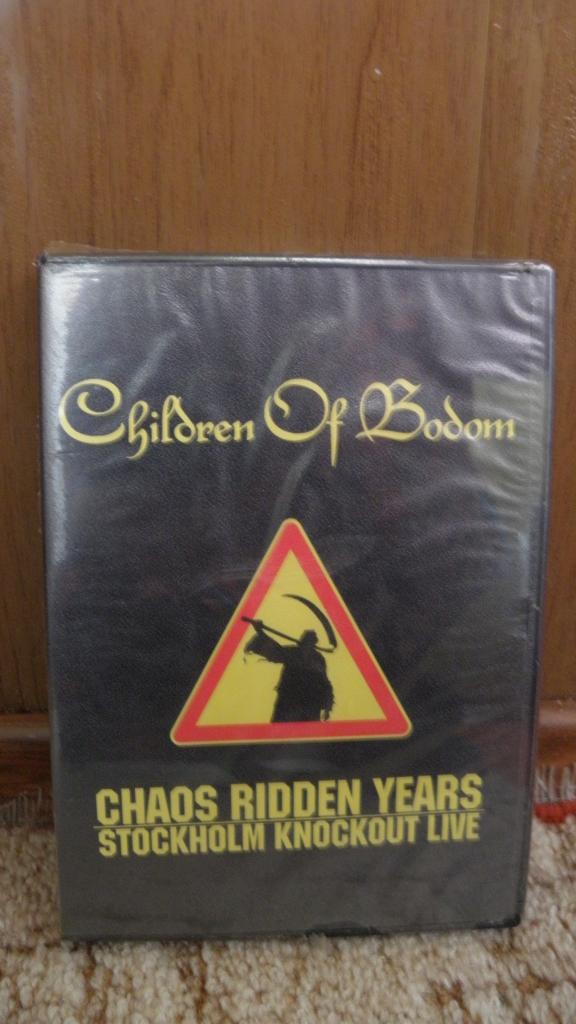 Children Of Bodom
CHAOS RIDDEN YEARS
STOCKHOLM KNOCKOUT LIVE